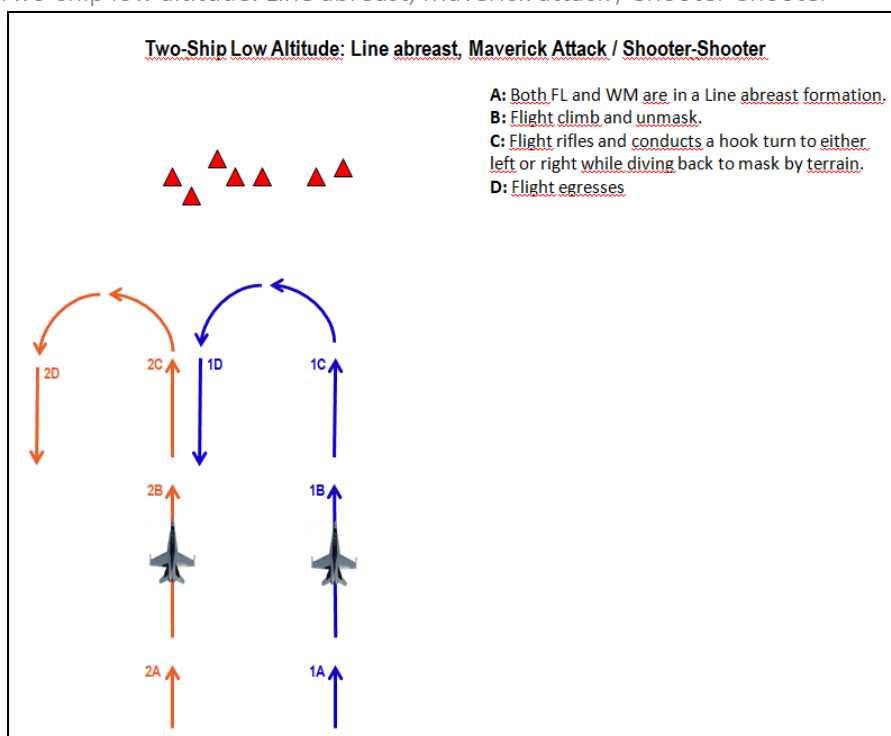 Two-Ship Low Altitude: Line abreast, Maverick Attack / Shooter-Shooter
A: Both FL and WM are in a Line abreast formation.
B: Flight climb and unmask.
C: Flight rifles and conducts a hook turn to either
left or right while diving back to mask by terrain.
D: Flight egresses
2D
2C
1D
1C
2B
1B
2A
1A